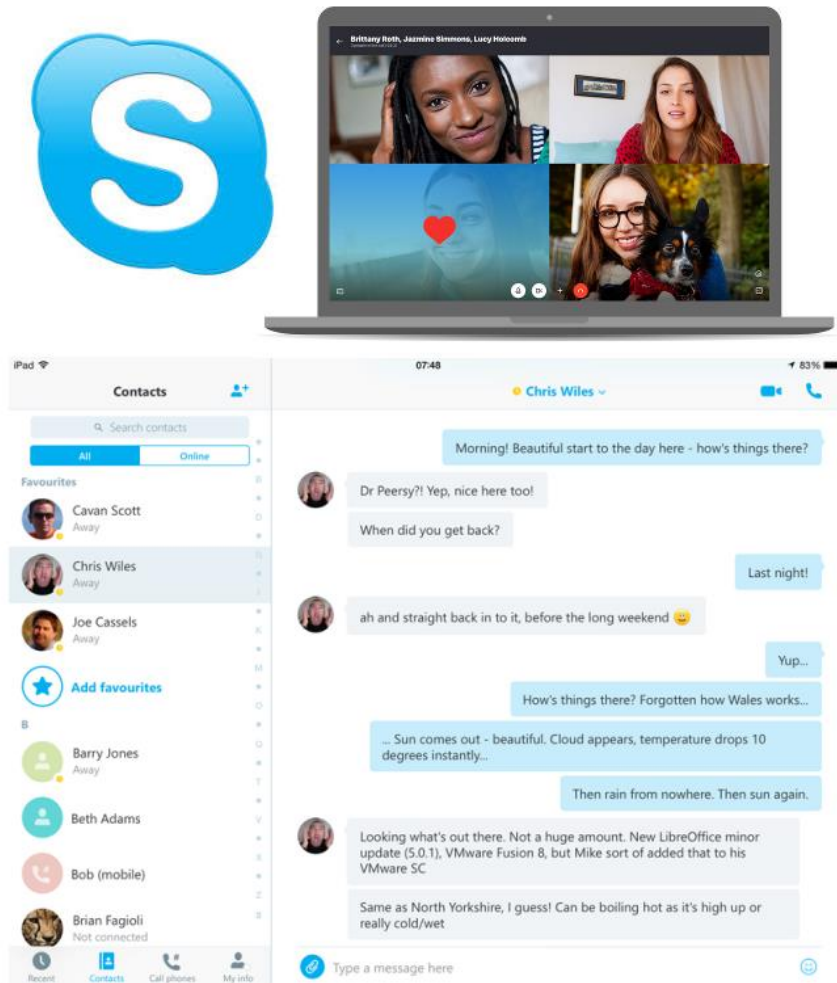 S
Brittany Roth, Jazmine Simmons, Lucy Holcomb
iPad
07:48
83%
Contacts
Chris Wiles
Search contacts
All
Online
Favourites
Cavan Scott
Away
Chris Wiles
Away
Joe Cassels
Away
Add favourites
B
Barry Jones
Away
Beth Adams
Bob (mobile)
Brian Fagioli
Not connected
Recent
Contacts
Call phones
My info
Morning! Beautiful start to the day here - how's things there?
Dr Peersy?! Yep, nice here too!
When did you get back?
Last night!
ah and straight back in to it, before the long weekend
Yup...
How's things there? Forgotten how Wales works...
... Sun comes out - beautiful. Cloud appears, temperature drops 10
degrees instantly...
Then rain from nowhere. Then sun again.
Looking what's out there. Not a huge amount. New LibreOffice minor
update (5.0.1), VMware Fusion 8, but Mike sort of added that to his
VMware SC
Same as North Yorkshire, I guess! Can be boiling hot as it's high up or
really cold/wet
Type a message here